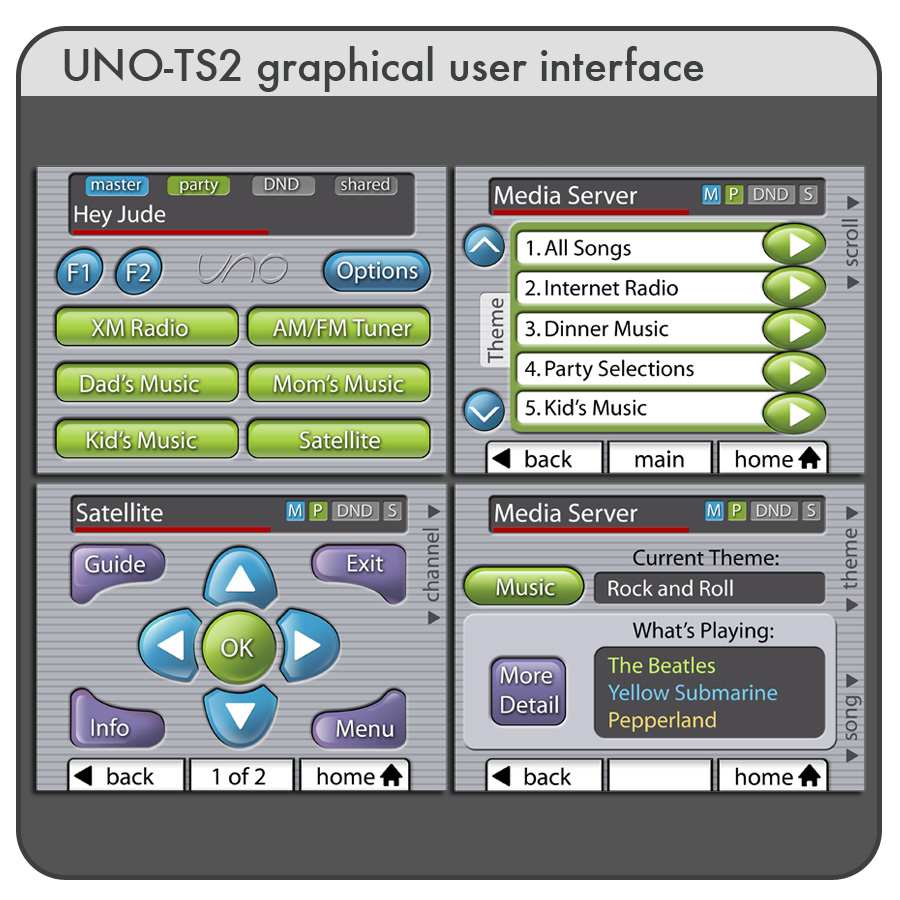 UNO-TS2 graphical user interface
master party DND shared
Hey Jude
F1 F2 UNO Options
XM Radio AM/FM Tuner
Dad's Music Mom's Music
Kid's Music Satellite
Media Server M P DND S
scroll
Theme
1. All Songs
2. Internet Radio
3. Dinner Music
4. Party Selections
5. Kid's Music
back main home
Satellite M P DND S
channel
Guide Exit
OK
Info Menu
back 1 of 2 home
Media Server M P DND S
theme
Current Theme:
Music Rock and Roll
What's Playing:
More
Detail
The Beatles
Yellow Submarine
Pepperland
song
back home